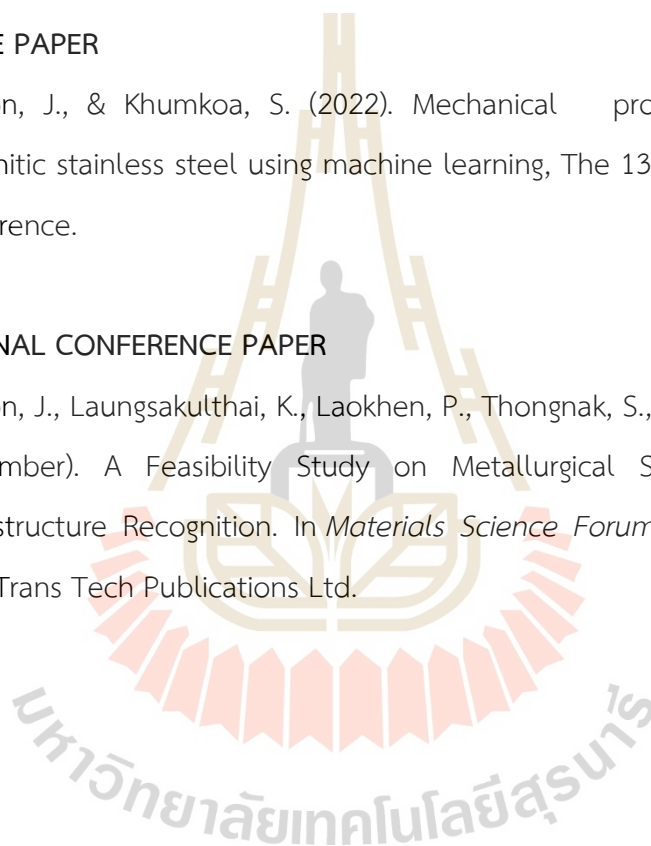 E PAPER
on, J., & Khumkoa, S. (2022). Mechanical pro
nitic stainless steel using machine learning, The 13
rence.
NAL CONFERENCE PAPER
on, J., Laungsakulthai, K., Laokhen, P., Thongnak, S.,
mber). A Feasibility Study on Metallurgical S
structure Recognition. In Materials Science Forum
Trans Tech Publications Ltd.
มหาวิทยาลัยเทคโนโลยีสุรนารี